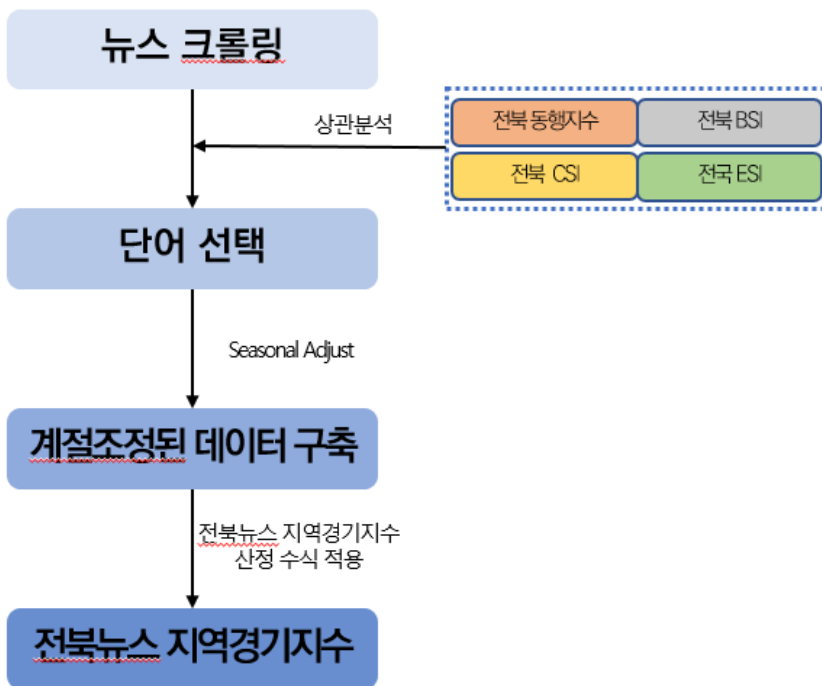 뉴스 크롤링
상관분석
전북 동행지수
전북 BSI
전북 CSI
전국 ESI
단어 선택
Seasonal Adjust
계절조정된 데이터 구축
전북뉴스 지역경기지수
산정 수식 적용
전북뉴스 지역경기지수